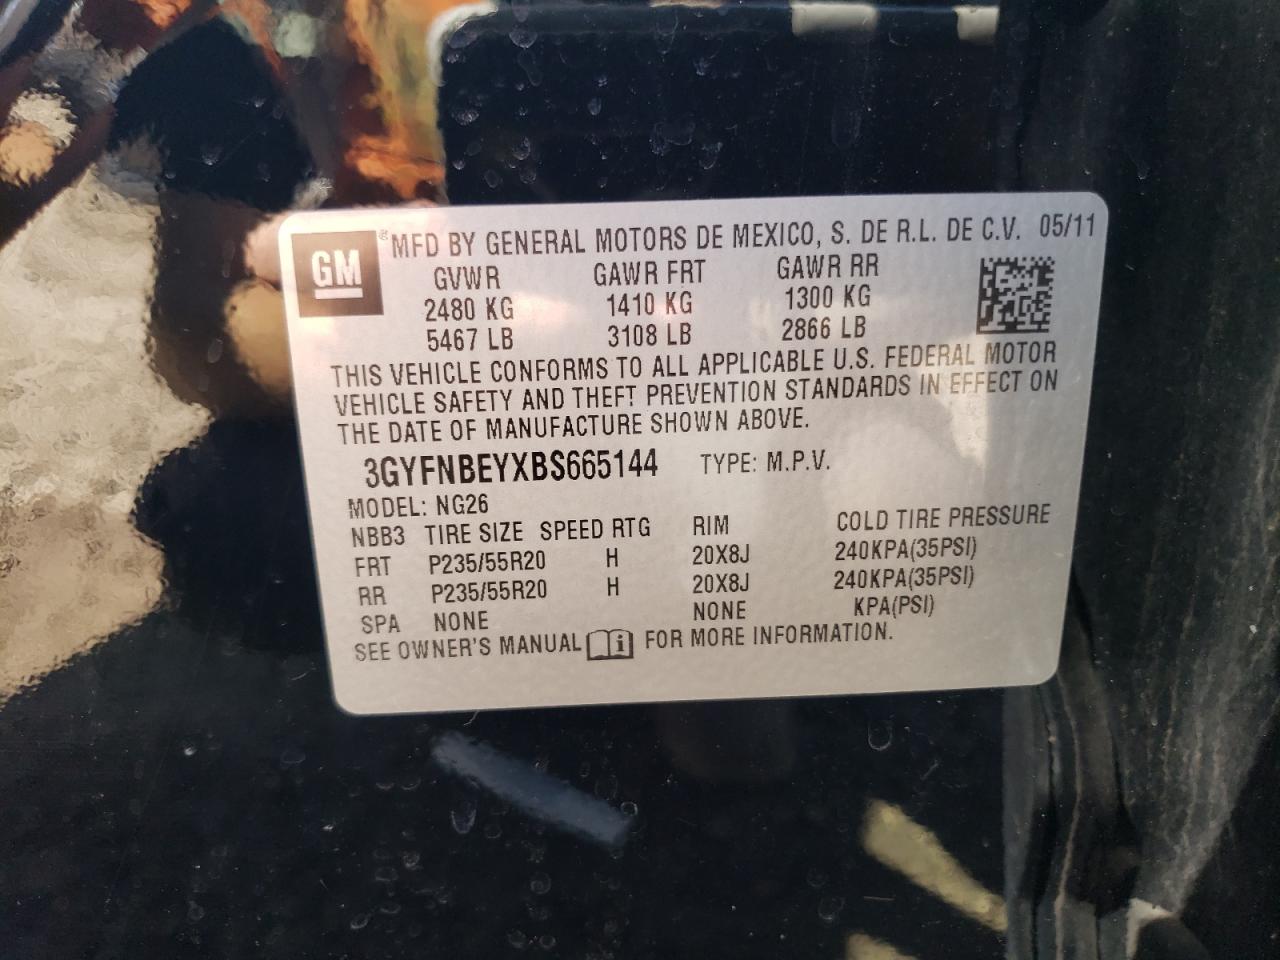 GM ® MFD BY GENERAL MOTORS DE MEXICO, S. DE R.L. DE C.V. 05/11
GVWR GAWR FRT GAWR RR
2480 KG 1410 KG 1300 KG
5467 LB 3108 LB 2866 LB
THIS VEHICLE CONFORMS TO ALL APPLICABLE U.S. FEDERAL MOTOR
VEHICLE SAFETY AND THEFT PREVENTION STANDARDS IN EFFECT ON
THE DATE OF MANUFACTURE SHOWN ABOVE.
3GYFNBEYXBS665144 TYPE: M.P.V.
MODEL: NG26
NBB3 TIRE SIZE SPEED RTG RIM COLD TIRE PRESSURE
FRT P235/55R20 H 20X8J 240KPA(35PSI)
RR P235/55R20 H 20X8J 240KPA(35PSI)
SPA NONE NONE KPA(PSI)
SEE OWNER'S MANUAL i FOR MORE INFORMATION.